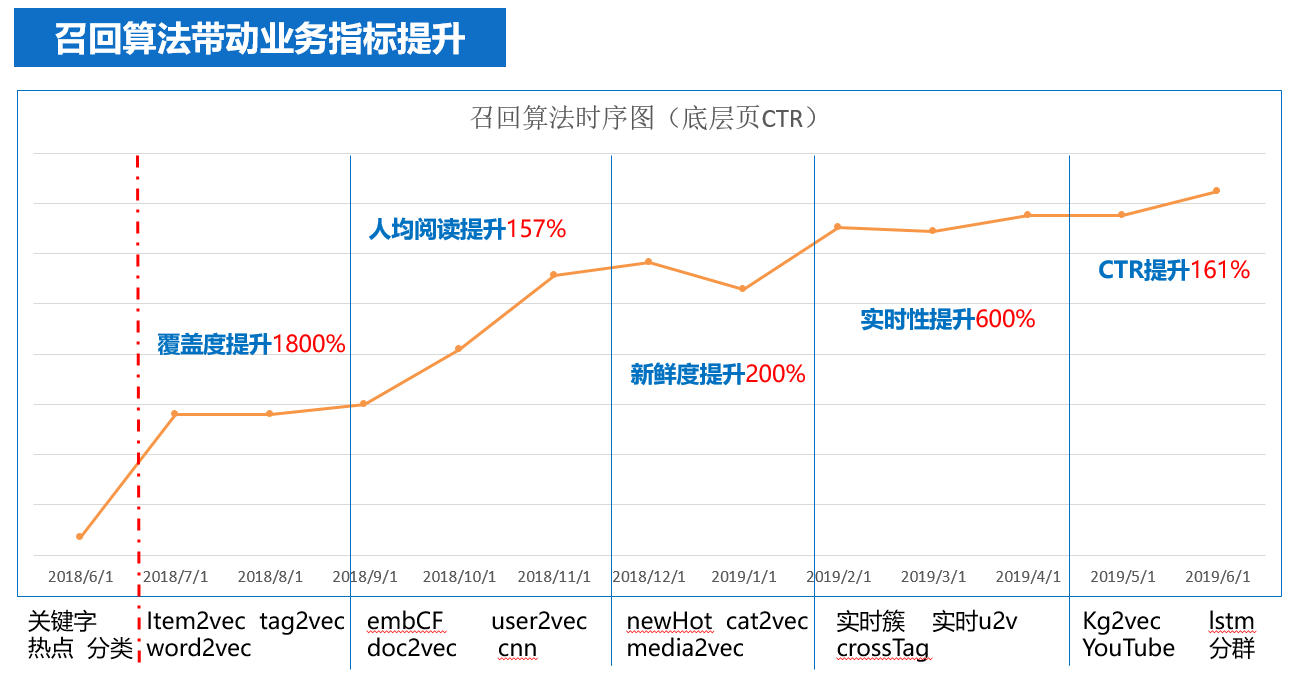 召回算法带动业务指标提升
召回算法时序图（底层页CTR）
人均阅读提升157%
CTR提升161%
实时性提升600%
覆盖度提升1800%
新鲜度提升200%
2018/6/1 2018/7/1 2018/8/1 2018/9/1 2018/10/1 2018/11/1 2018/12/1 2019/1/1 2019/2/1 2019/3/1 2019/4/1 2019/5/1 2019/6/1
关键字 Item2vec tag2vec embCF user2vec newHot cat2vec 实时簇 实时u2v Kg2vec lstm
热点 分类 word2vec doc2vec cnn media2vec crossTag YouTube 分群